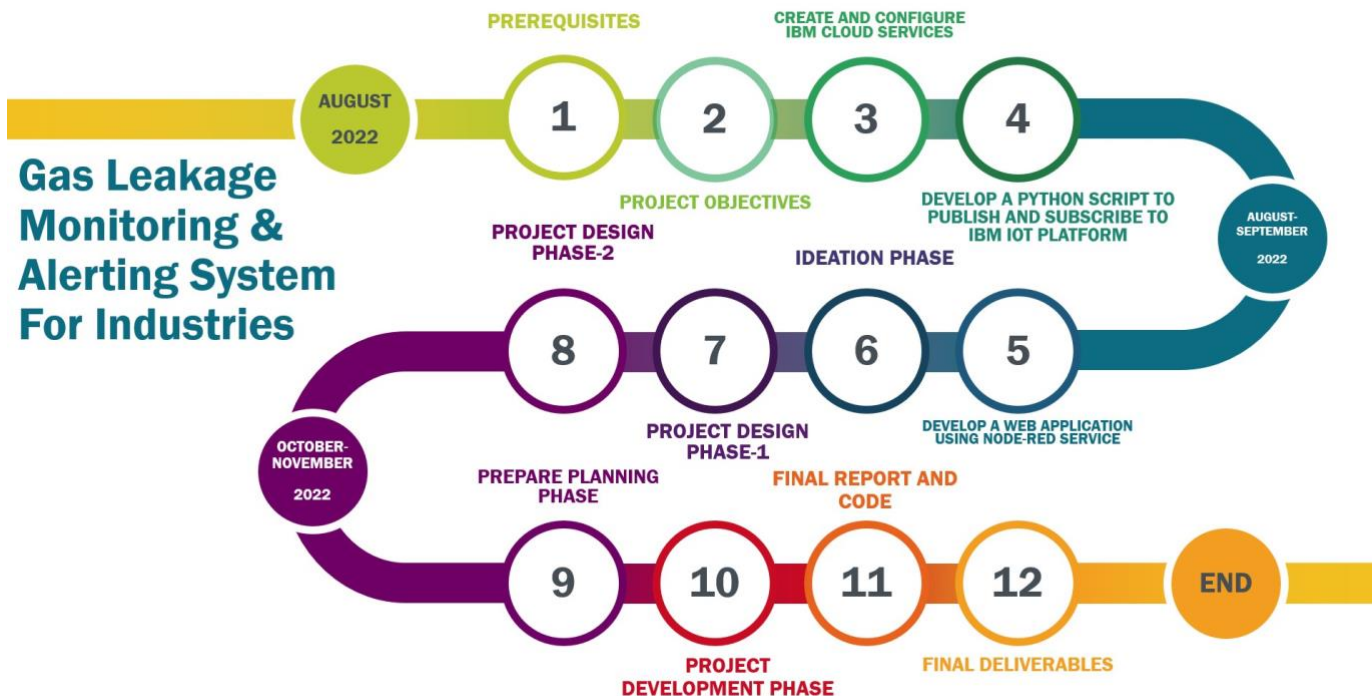 Gas Leakage
Monitoring &
Alerting System
For Industries
AUGUST
2022
PREREQUISITES
1
2
PROJECT OBJECTIVES
CREATE AND CONFIGURE
IBM CLOUD SERVICES
3
4
DEVELOP A PYTHON SCRIPT TO
PUBLISH AND SUBSCRIBE TO
IBM IOT PLATFORM
AUGUST-
SEPTEMBER
2022
5
DEVELOP A WEB APPLICATION
USING NODE-RED SERVICE
IDEATION PHASE
6
7
PROJECT DESIGN
PHASE-1
PROJECT DESIGN
PHASE-2
8
OCTOBER-
NOVEMBER
2022
PREPARE PLANNING
PHASE
9
10
PROJECT
DEVELOPMENT PHASE
FINAL REPORT AND
CODE
11
12
FINAL DELIVERABLES
END